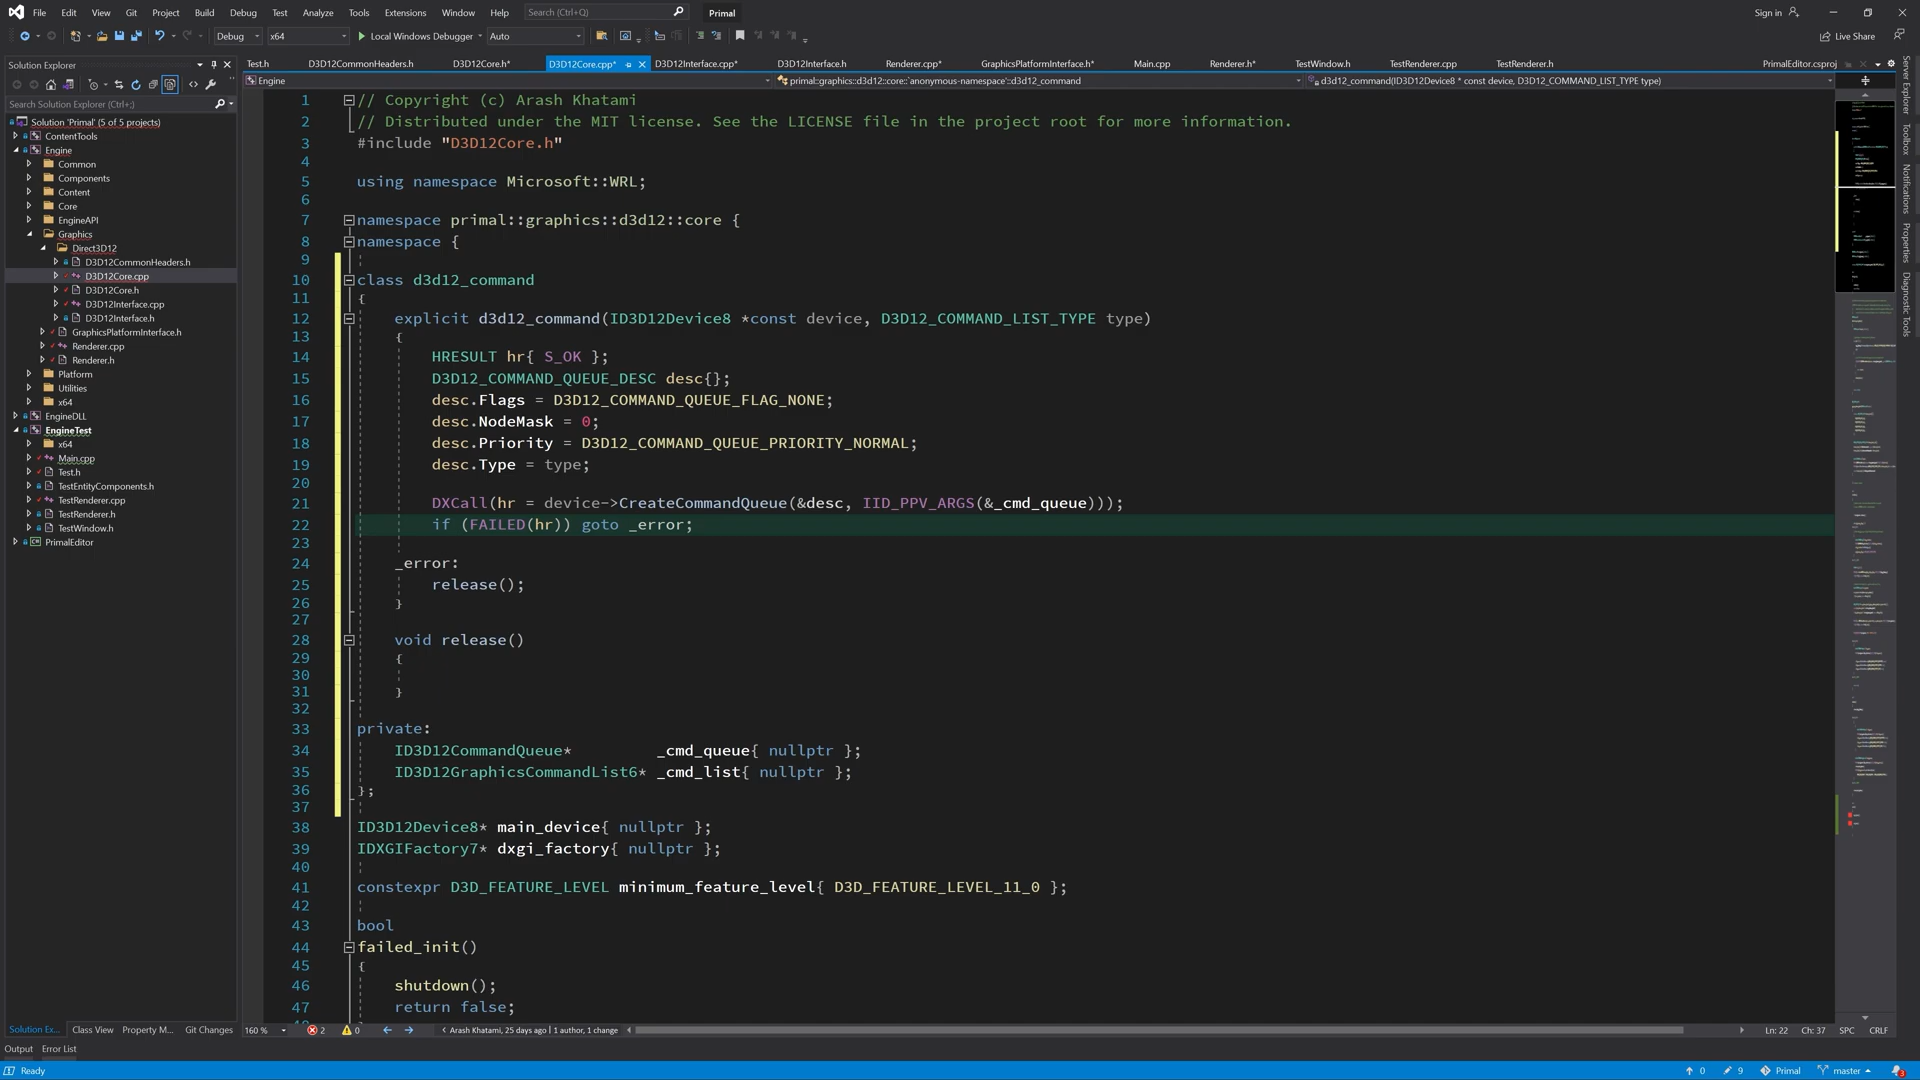 File Edit View Git Project Build Debug Test Analyze Tools Extensions Window Help Search (Ctrl+Q) Primal Sign in
Debug x64 Local Windows Debugger Auto Live Share
Solution Explorer
Search Solution Explorer (Ctrl+;)
Solution 'Primal' (5 of 5 projects)
ContentTools
Engine
Common
Components
Content
Core
EngineAPI
Graphics
Direct3D12
D3D12CommonHeaders.h
D3D12Core.cpp
D3D12Core.h
D3D12Interface.cpp
D3D12Interface.h
GraphicsPlatformInterface.h
Renderer.cpp
Renderer.h
Platform
Utilities
x64
EngineDLL
EngineTest
x64
Main.cpp
Test.h
TestEntityComponents.h
TestRenderer.cpp
TestRenderer.h
TestWindow.h
PrimalEditor
Solution Ex... Class View Property M... Git Changes
Test.h D3D12CommonHeaders.h D3D12Core.h* D3D12Core.cpp* D3D12Interface.cpp* D3D12Interface.h Renderer.cpp* GraphicsPlatformInterface.h* Main.cpp Renderer.h* TestWindow.h TestRenderer.cpp TestRenderer.h PrimalEditor.csproj
Engine primal::graphics::d3d12::core::`anonymous-namespace'::d3d12_command d3d12_command(ID3D12Device8 * const device, D3D12_COMMAND_LIST_TYPE type)
1 // Copyright (c) Arash Khatami
2 // Distributed under the MIT license. See the LICENSE file in the project root for more information.
3 #include "D3D12Core.h"
4
5 using namespace Microsoft::WRL;
6
7 namespace primal::graphics::d3d12::core {
8 namespace {
9
10 class d3d12_command
11 {
12 explicit d3d12_command(ID3D12Device8 *const device, D3D12_COMMAND_LIST_TYPE type)
13 {
14 HRESULT hr{ S_OK };
15 D3D12_COMMAND_QUEUE_DESC desc{};
16 desc.Flags = D3D12_COMMAND_QUEUE_FLAG_NONE;
17 desc.NodeMask = 0;
18 desc.Priority = D3D12_COMMAND_QUEUE_PRIORITY_NORMAL;
19 desc.Type = type;
20
21 DXCall(hr = device->CreateCommandQueue(&desc, IID_PPV_ARGS(&_cmd_queue)));
22 if (FAILED(hr)) goto _error;
23
24 _error:
25 release();
26 }
27
28 void release()
29 {
30
31 }
32
33 private:
34 ID3D12CommandQueue* _cmd_queue{ nullptr };
35 ID3D12GraphicsCommandList6* _cmd_list{ nullptr };
36 };
37
38 ID3D12Device8* main_device{ nullptr };
39 IDXGIFactory7* dxgi_factory{ nullptr };
40
41 constexpr D3D_FEATURE_LEVEL minimum_feature_level{ D3D_FEATURE_LEVEL_11_0 };
42
43 bool
44 failed_init()
45 {
46 shutdown();
47 return false;
160 % 2 0 < Arash Khatami, 25 days ago | 1 author, 1 change Ln: 22 Ch: 37 SPC CRLF
Server Explorer
Toolbox
Notifications
Properties
Diagnostic Tools
Output Error List
Ready 0 9 Primal master 3